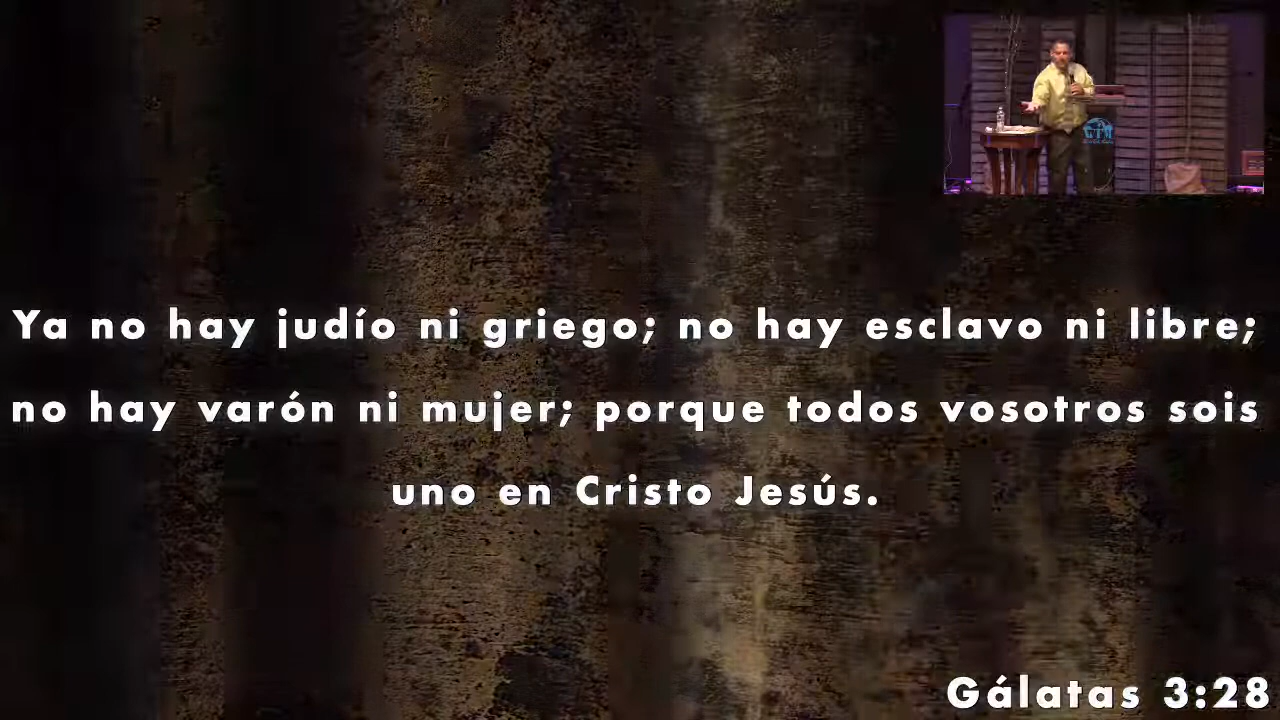 Ya no hay judío ni griego; no hay esclavo ni libre;
no hay varón ni mujer; porque todos vosotros sois
uno en Cristo Jesús.
Gálatas 3:28